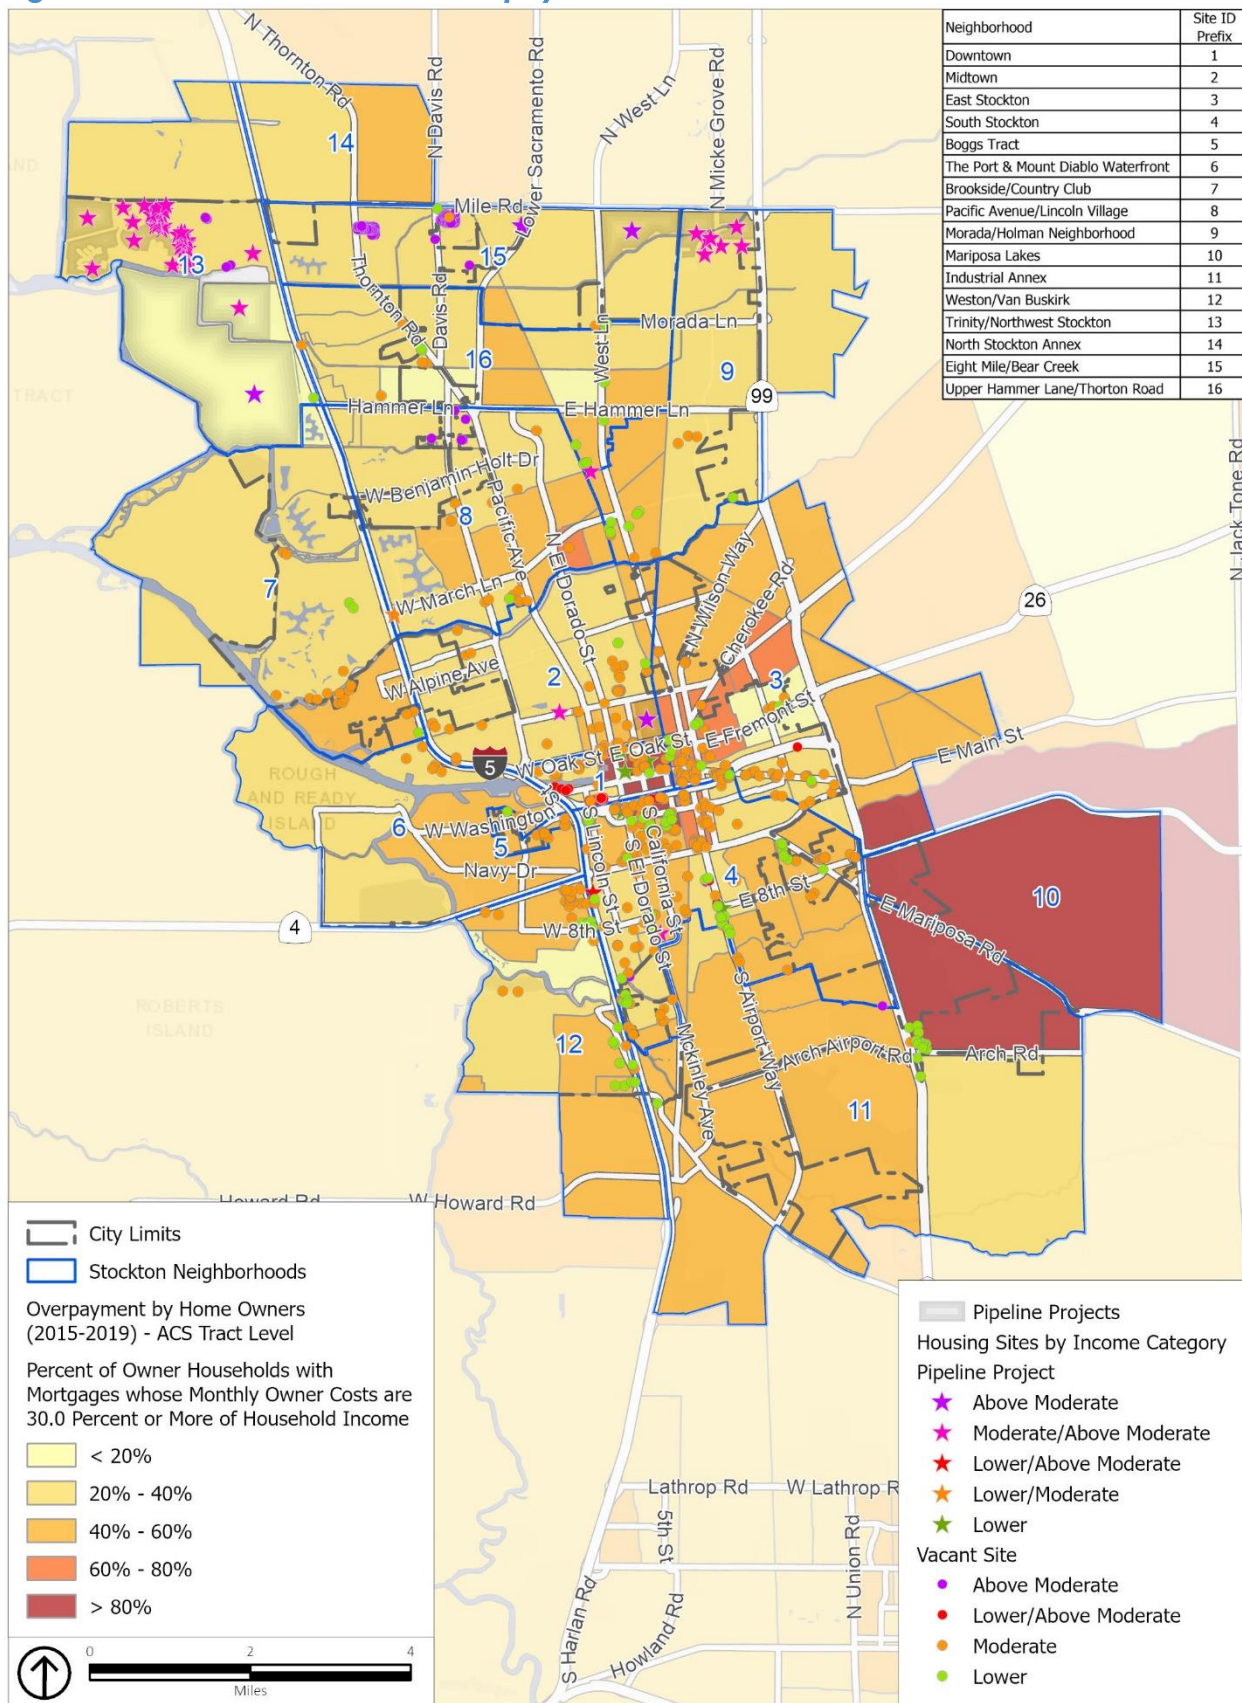 N Thornton Rd
N Davis Rd
Lower Sacramento Rd
N West Ln
N Micke Grove Rd
Neighborhood Site ID Prefix
Downtown 1
Midtown 2
East Stockton 3
South Stockton 4
Boggs Tract 5
The Port & Mount Diablo Waterfront 6
Brookside/Country Club 7
Pacific Avenue/Lincoln Village 8
Morada/Holman Neighborhood 9
Mariposa Lakes 10
Industrial Annex 11
Weston/Van Buskirk 12
Trinity/Northwest Stockton 13
North Stockton Annex 14
Eight Mile/Bear Creek 15
Upper Hammer Lane/Thorton Road 16
14
Mile Rd
13
15
Thornton Rd
Davis Rd
Morada Ln
16
West Ln
9
TRACT
99
Hammer Ln
E Hammer Ln
N Jack Tone Rd
W Benjamin Holt Dr
8
Pacific Ave
N El Dorado St
N Wilson Way
Cherokee Rd
7
W March Ln
26
2
3
W Alpine Ave
E Fremont St
W Oak St
E Oak St
E Main St
5
1
ROUGH
AND READY
ISLAND
6
W Washington St
5
S Lincoln St
S California St
S El Dorado St
Navy Dr
4
E 8th St
10
E Mariposa Rd
4
W 8th St
ROBERTS
ISLAND
12
S Airport Way
Mckinley Ave
Arch Airport Rd
Arch Rd
11
Howard Rd
W Howard Rd
City Limits
Stockton Neighborhoods
Overpayment by Home Owners
(2015-2019) - ACS Tract Level
Percent of Owner Households with
Mortgages whose Monthly Owner Costs are
30.0 Percent or More of Household Income
< 20%
20% - 40%
40% - 60%
60% - 80%
> 80%
0 2 4
Miles
Lathrop Rd
W Lathrop R
5th St
N Union Rd
S Harlan Rd
Howland Rd
Pipeline Projects
Housing Sites by Income Category
Pipeline Project
Above Moderate
Moderate/Above Moderate
Lower/Above Moderate
Lower/Moderate
Lower
Vacant Site
Above Moderate
Lower/Above Moderate
Moderate
Lower